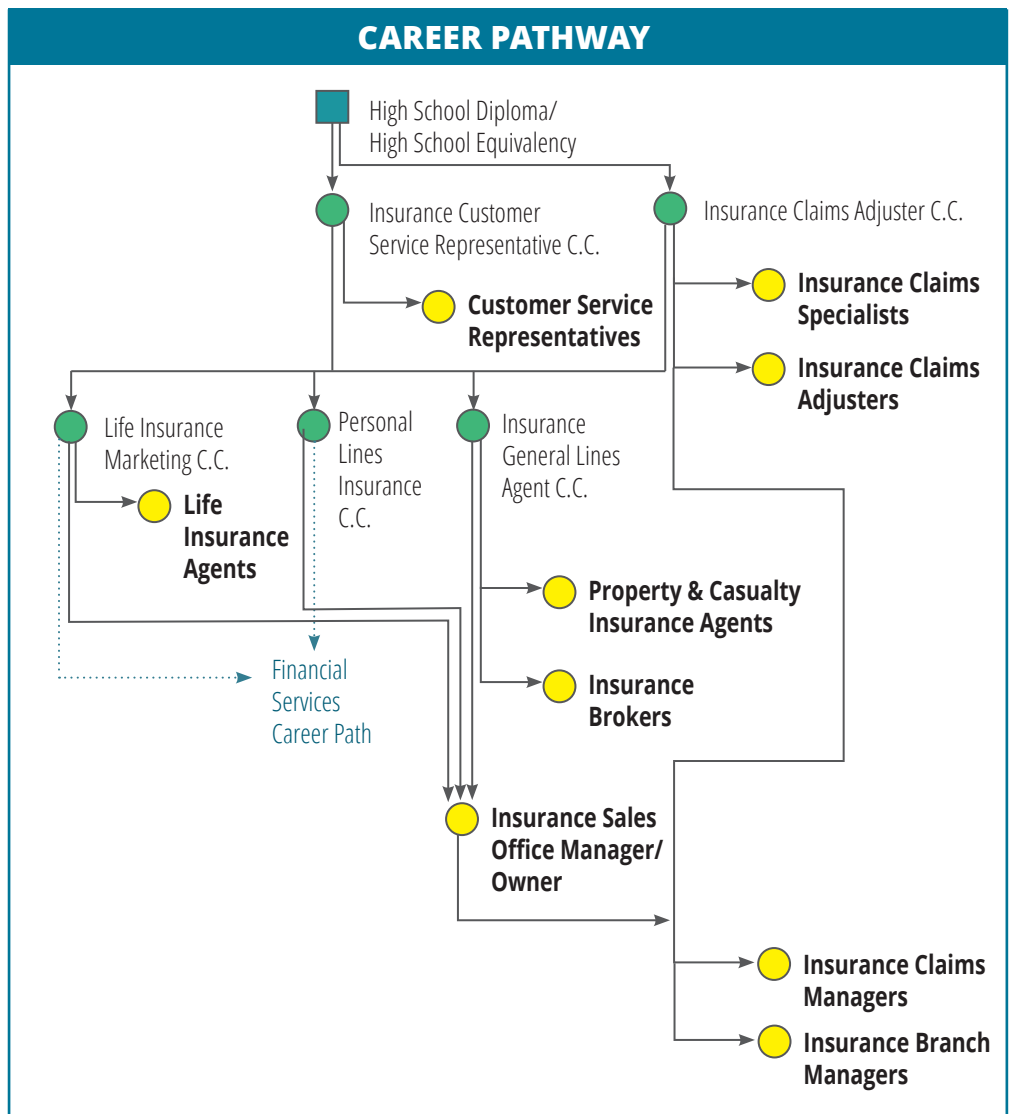 CAREER PATHWAY
High School Diploma/
High School Equivalency
Insurance Customer
Service Representative C.C.
Insurance Claims Adjuster C.C.
Insurance Claims
Specialists
Customer Service
Representatives
Insurance Claims
Adjusters
Life Insurance
Marketing C.C.
Personal
Lines
Insurance
C.C.
Insurance
General Lines
Agent C.C.
Life
Insurance
Agents
Property & Casualty
Insurance Agents
Financial
Services
Career Path
Insurance
Brokers
Insurance Sales
Office Manager/
Owner
Insurance Claims
Managers
Insurance Branch
Managers